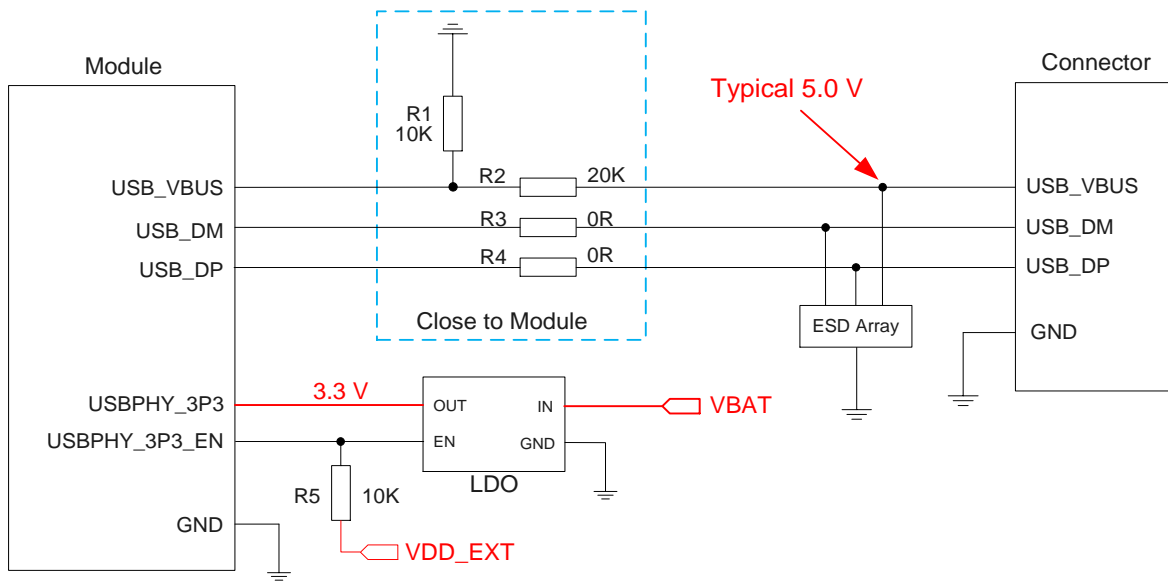 Module
Connector
Typical 5.0 V
R1
10K
USB_VBUS
R2
20K
USB_VBUS
USB_DM
R3
0R
USB_DM
USB_DP
R4
0R
USB_DP
Close to Module
ESD Array
GND
USBPHY_3P3
3.3 V
OUT
IN
VBAT
USBPHY_3P3_EN
EN
GND
LDO
R5
10K
GND
VDD_EXT